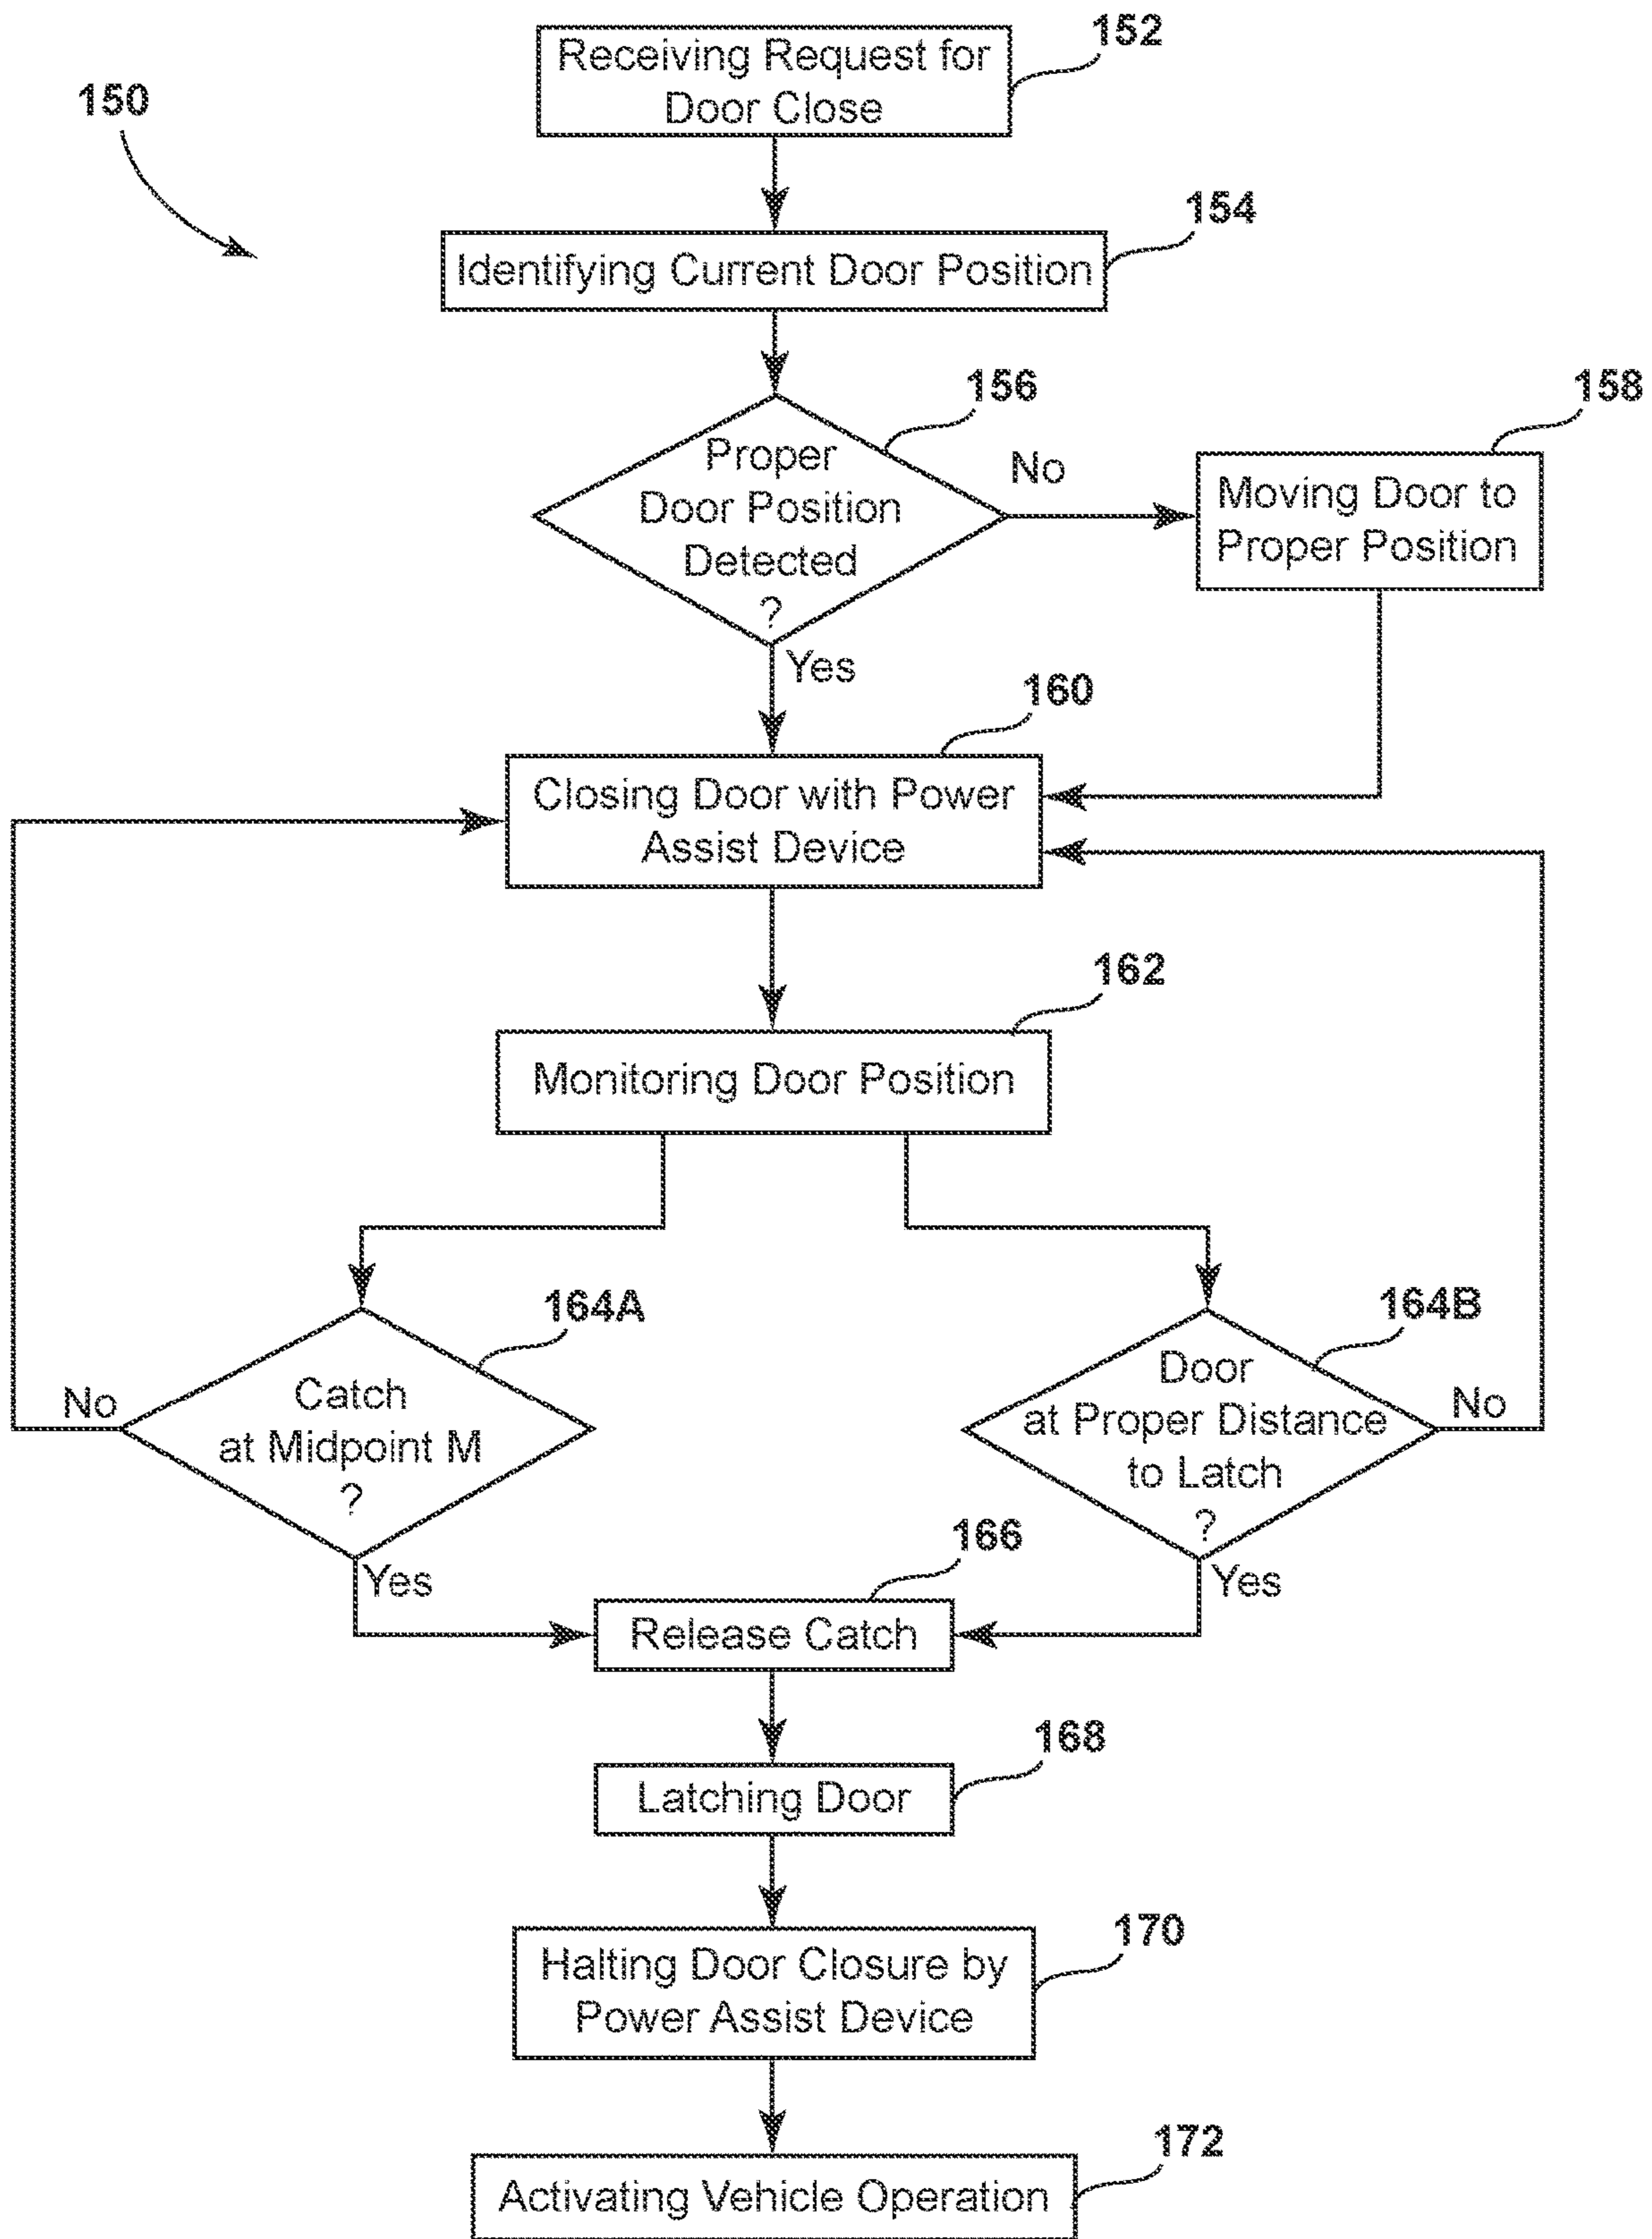 152
Receiving Request for
Door Close
150
154
Identifying Current Door Position
156
158
Proper
Door Position
Detected
?
No
Moving Door to
Proper Position
Yes
160
Closing Door with Power
Assist Device
162
Monitoring Door Position
164A
164B
No
Catch
at Midpoint M
?
Door
at Proper Distance
to Latch
?
No
Yes
166
Yes
Release Catch
168
Latching Door
170
Halting Door Closure by
Power Assist Device
172
Activating Vehicle Operation